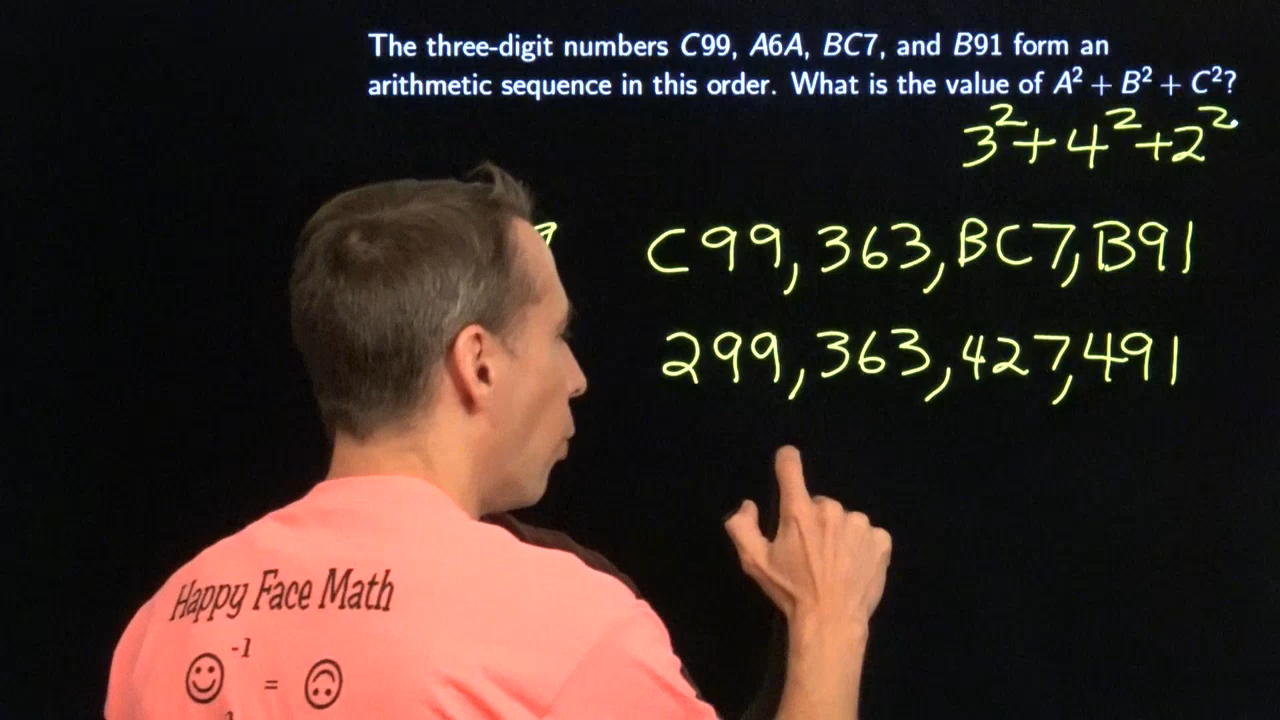 The three-digit numbers C99, A6A, BC7, and B91 form an
arithmetic sequence in this order. What is the value of A² + B² + C²?
3²+4²+2²
C99, 363, BC7, B91
299, 363, 427, 491
Happy Face Math
-1
=